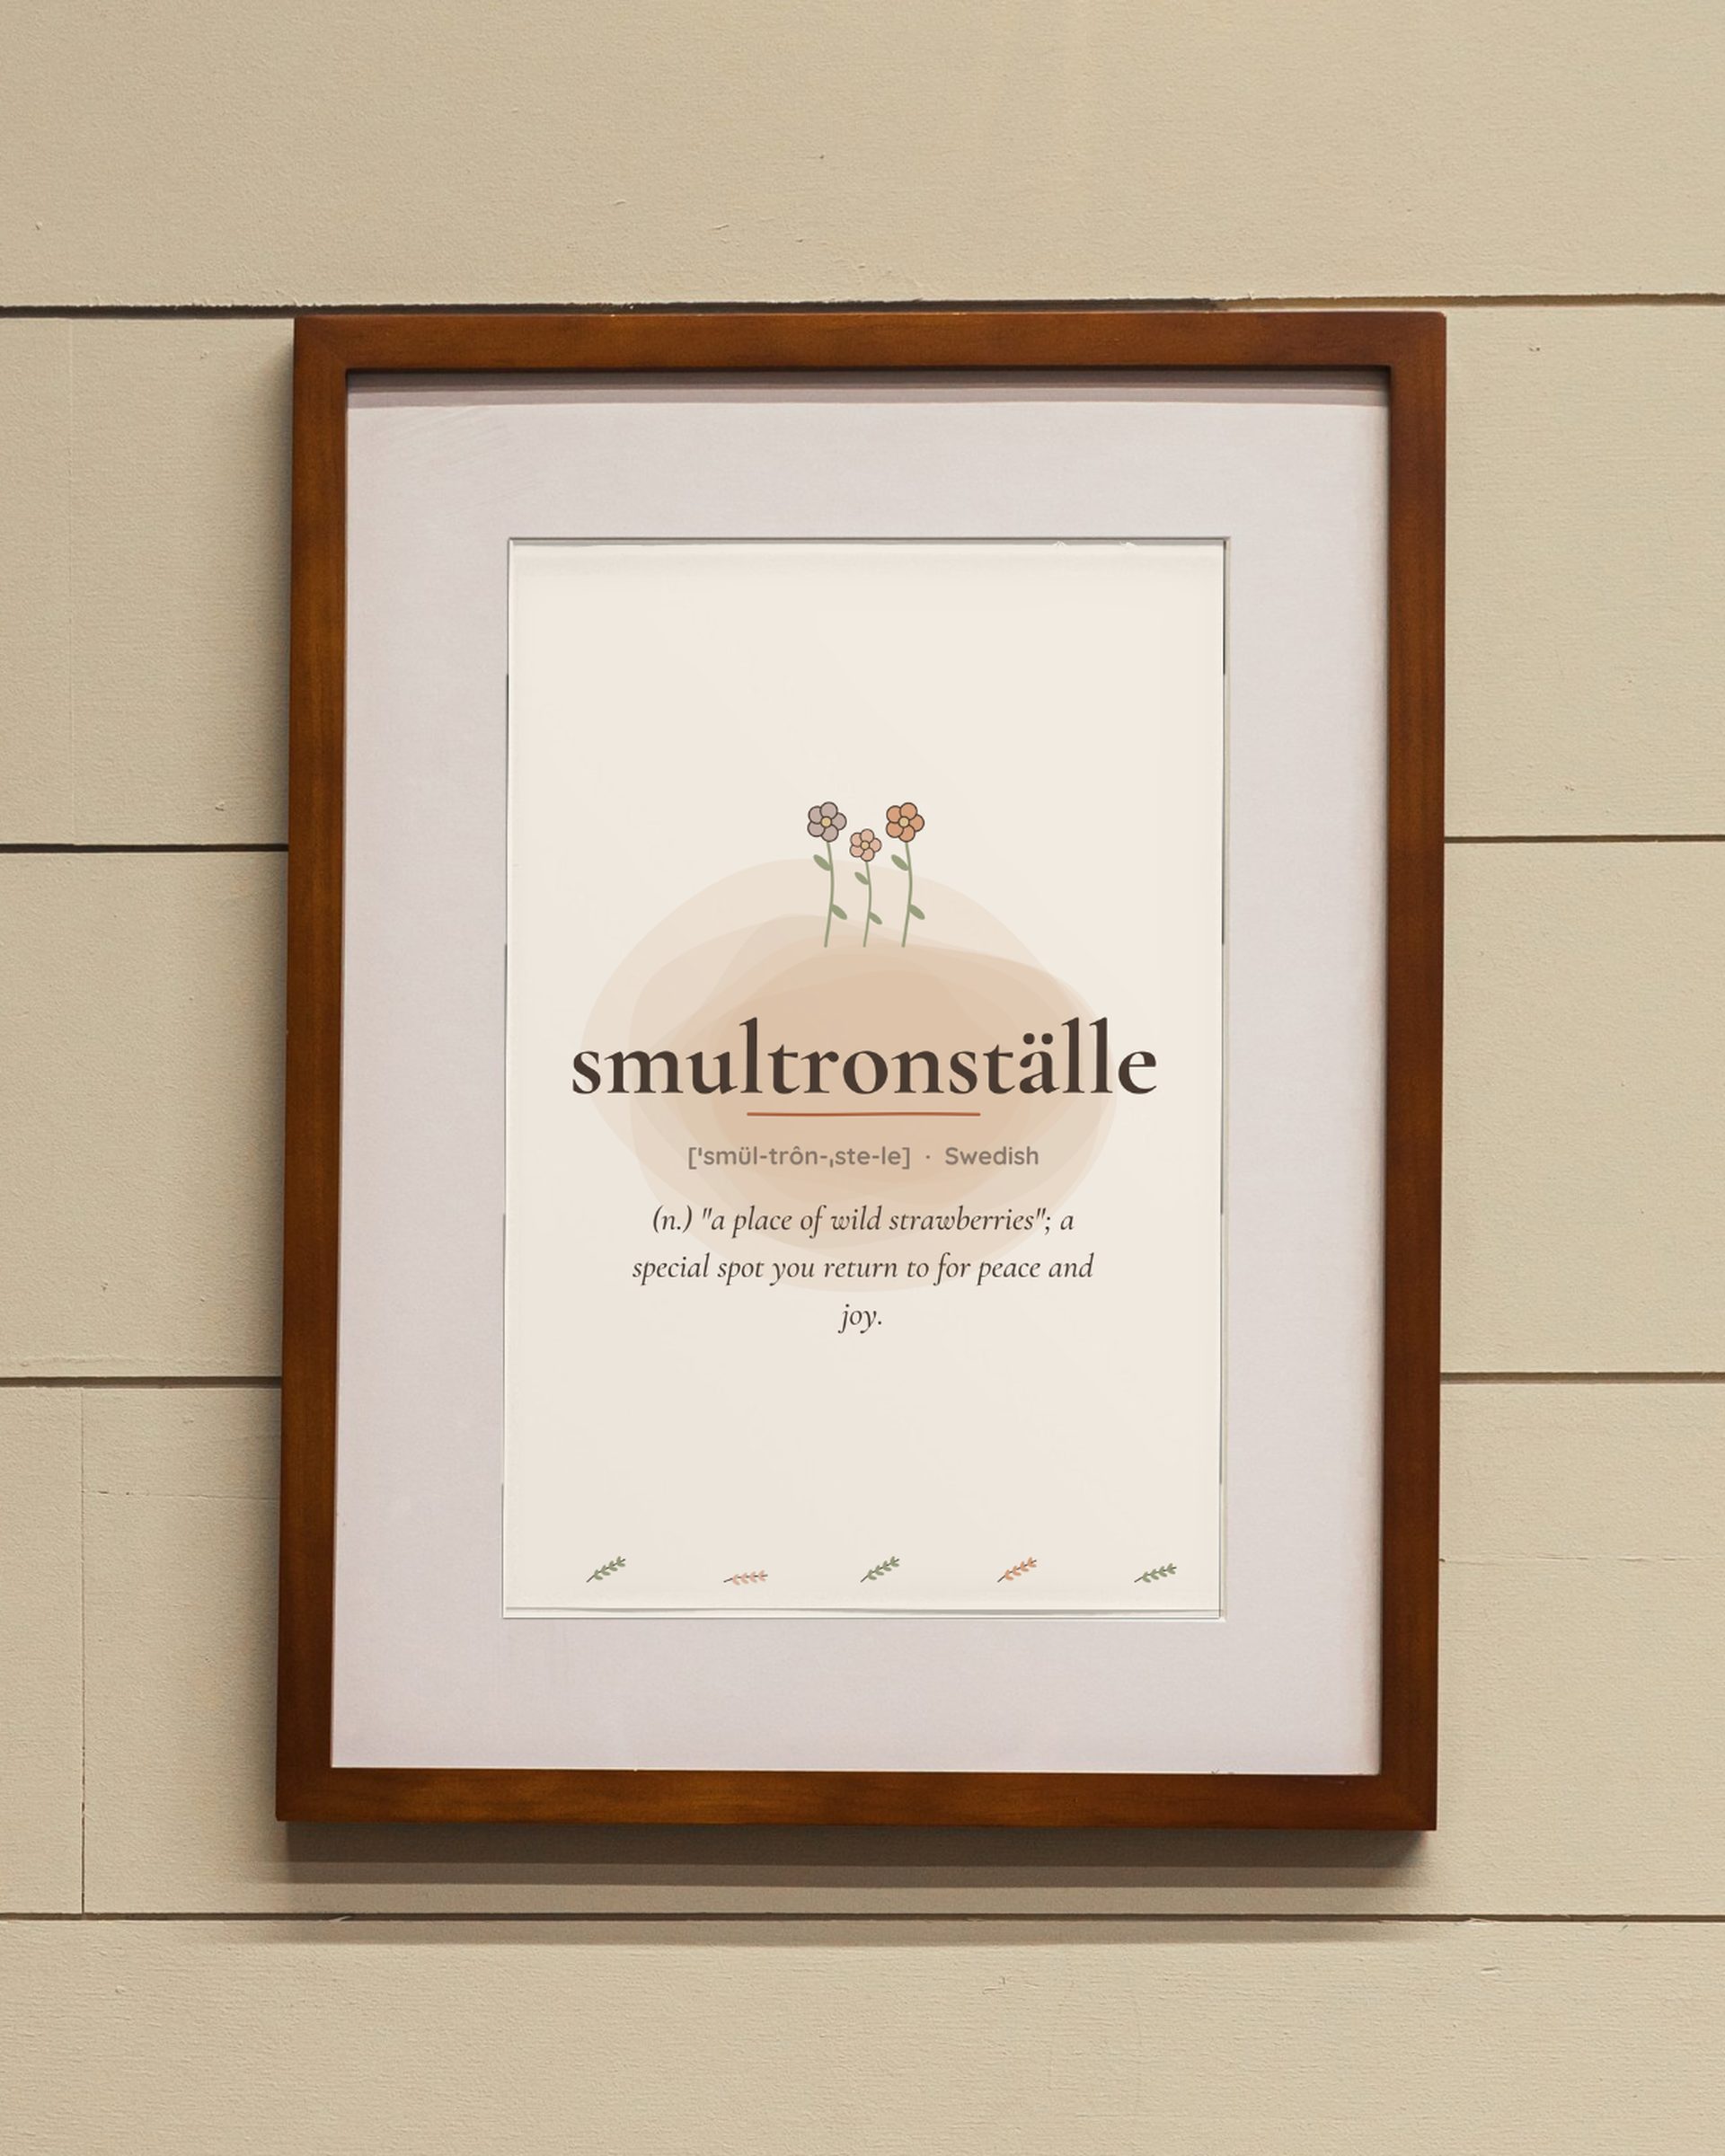 smultronställe
['smül-trôn-ˌste-le] · Swedish
(n.) "a place of wild strawberries"; a
special spot you return to for peace and
joy.